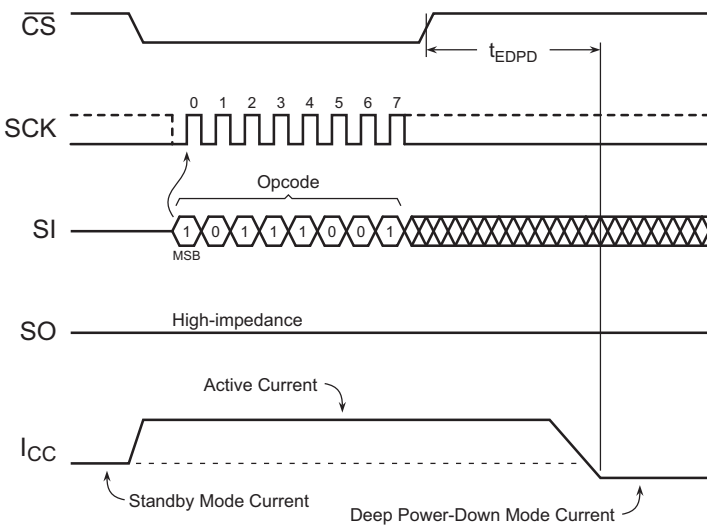 C̅S̅
tEDPD
0 1 2 3 4 5 6 7
SCK
Opcode
SI
1 0 1 1 1 0 0 1
MSB
High-impedance
SO
Active Current
ICC
Standby Mode Current
Deep Power-Down Mode Current